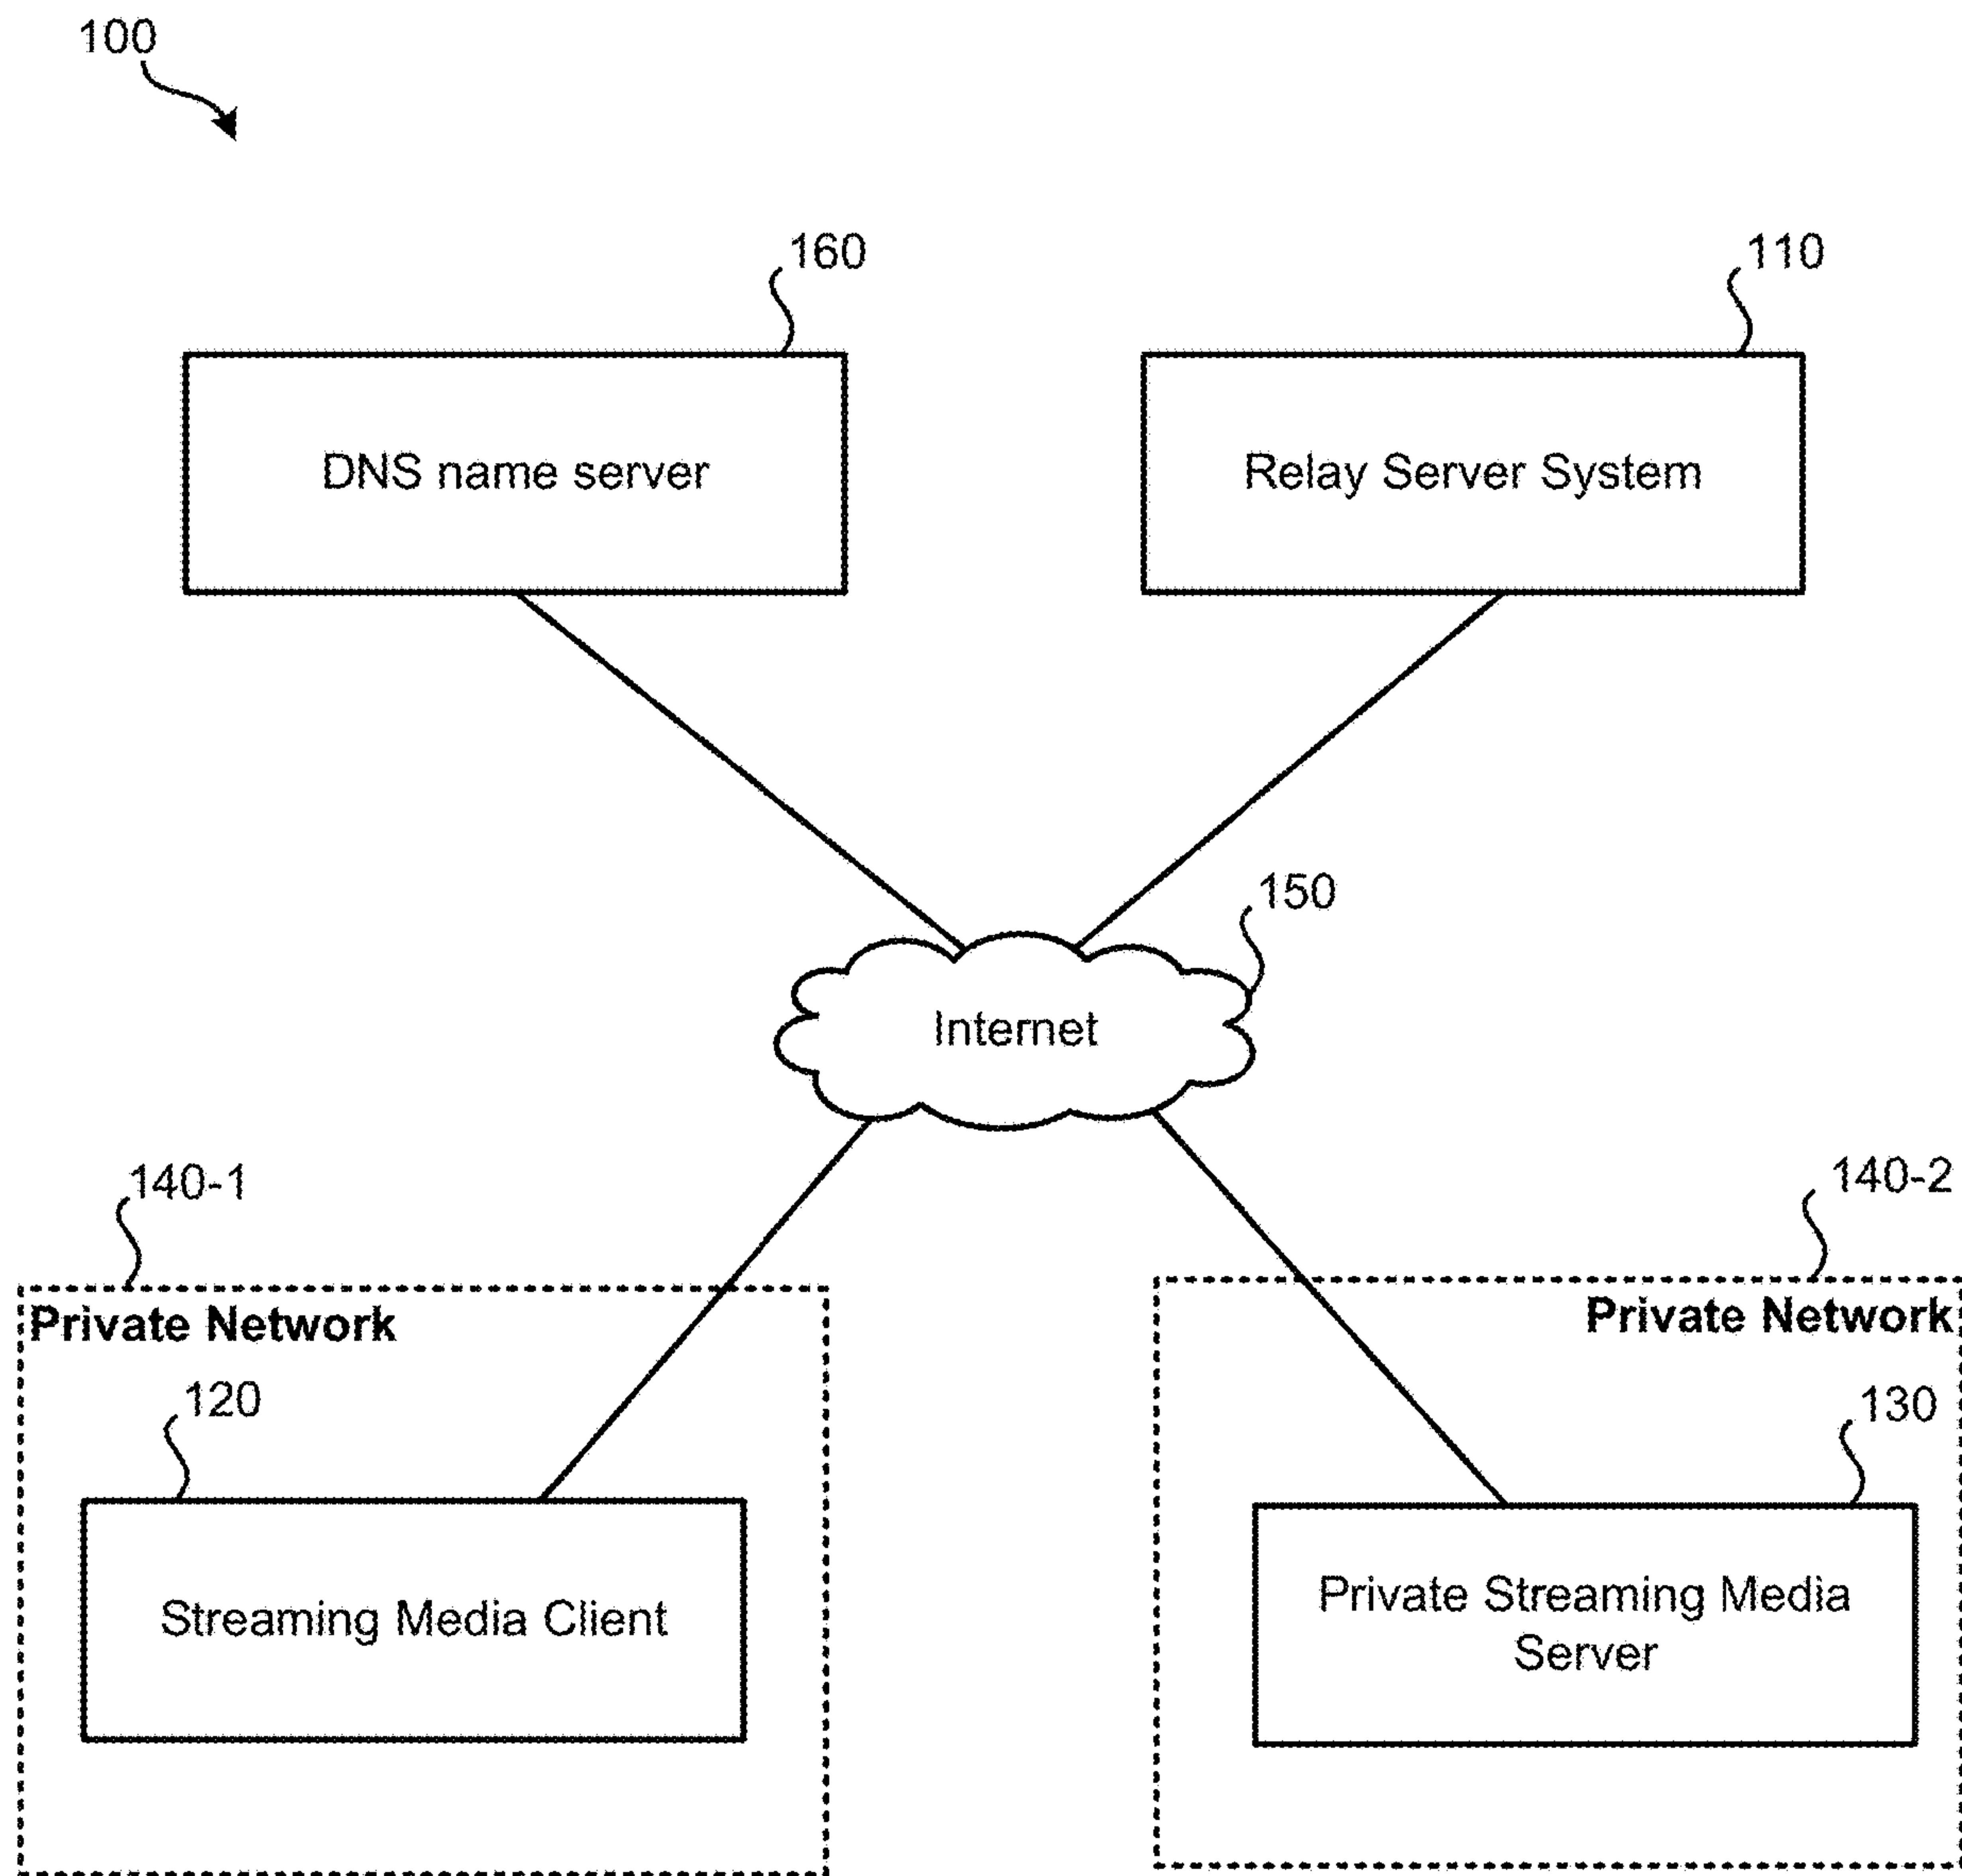 100
160
110
DNS name server
Relay Server System
150
Internet
140-1
140-2
Private Network
Private Network
120
130
Streaming Media Client
Private Streaming Media
Server